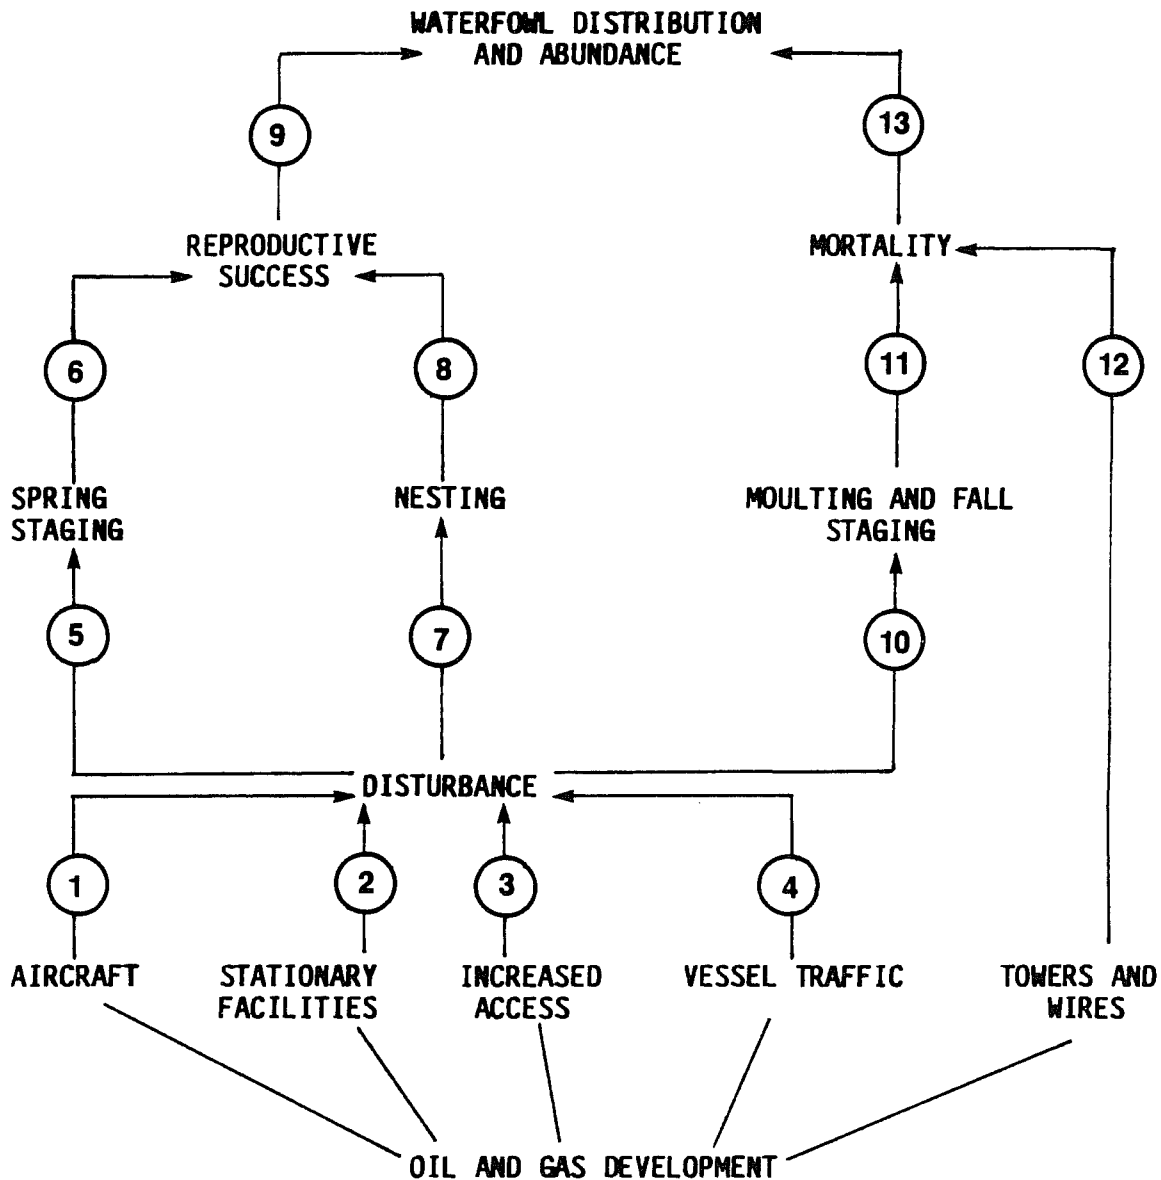 WATERFOWL DISTRIBUTION
AND ABUNDANCE
9
13
REPRODUCTIVE
SUCCESS
MORTALITY
6
8
11
12
SPRING
STAGING
NESTING
MOULTING AND FALL
STAGING
5
7
10
DISTURBANCE
1
2
3
4
AIRCRAFT
STATIONARY
FACILITIES
INCREASED
ACCESS
VESSEL TRAFFIC
TOWERS AND
WIRES
OIL AND GAS DEVELOPMENT